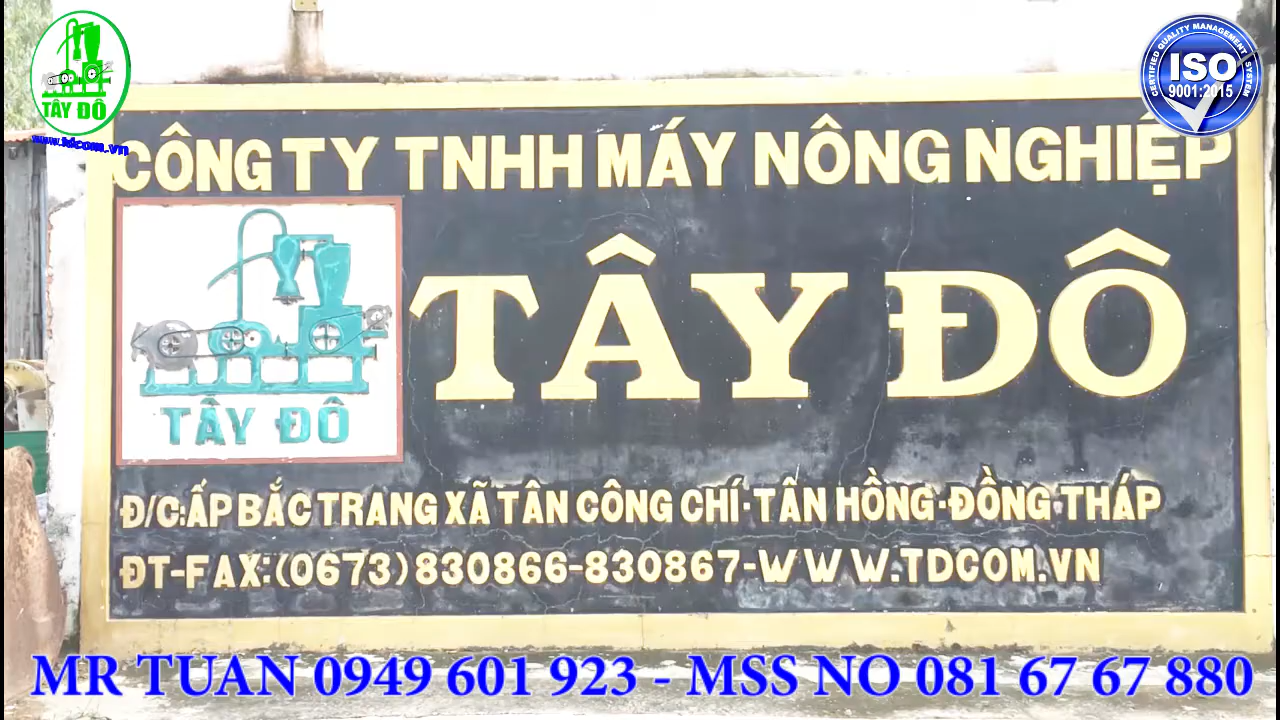 TÂY ĐÔ
www.tdcom.vn
CERTIFIED QUALITY MANAGEMENT SYSTEM
ISO
9001:2015
CÔNG TY TNHH MÁY NÔNG NGHIỆP
TÂY ĐÔ
TÂY ĐÔ
Đ/C:ẤP BẮC TRANG XÃ TÂN CÔNG CHÍ-TÂN HỒNG-ĐỒNG THÁP
ĐT-FAX:(0673)830866-830867-WWW.TDCOM.VN
MR TUAN 0949 601 923 - MSS NO 081 67 67 880